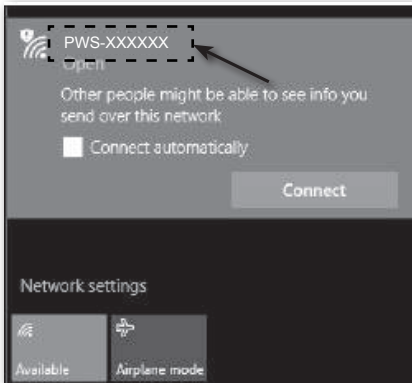 PWS-XXXXXX
Open
Other people might be able to see info you
send over this network
Connect automatically
Connect
Network settings
Available
Airplane mode